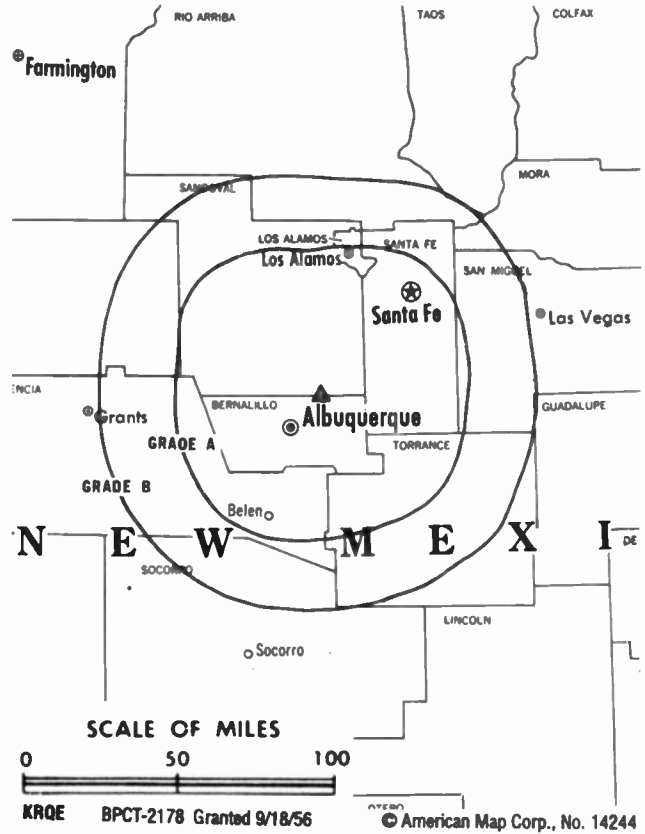 RIO ARRIBA
TAOS
COLFAX
Farmington
MORA
SANDOVAL
LOS ALAMOS
SANTA FE
Los Alamos
SAN MIGUEL
Santa Fe
Las Vegas
ENCIA
BERNALILLO
GUADALUPE
Grants
Albuquerque
GRADE A
TORRANCE
GRADE B
Belen
N E W M E X I
DE
SOCORRO
LINCOLN
Socorro
SCALE OF MILES
0 50 100
OTERO
KRQE BPCT-2178 Granted 9/18/56 © American Map Corp., No. 14244